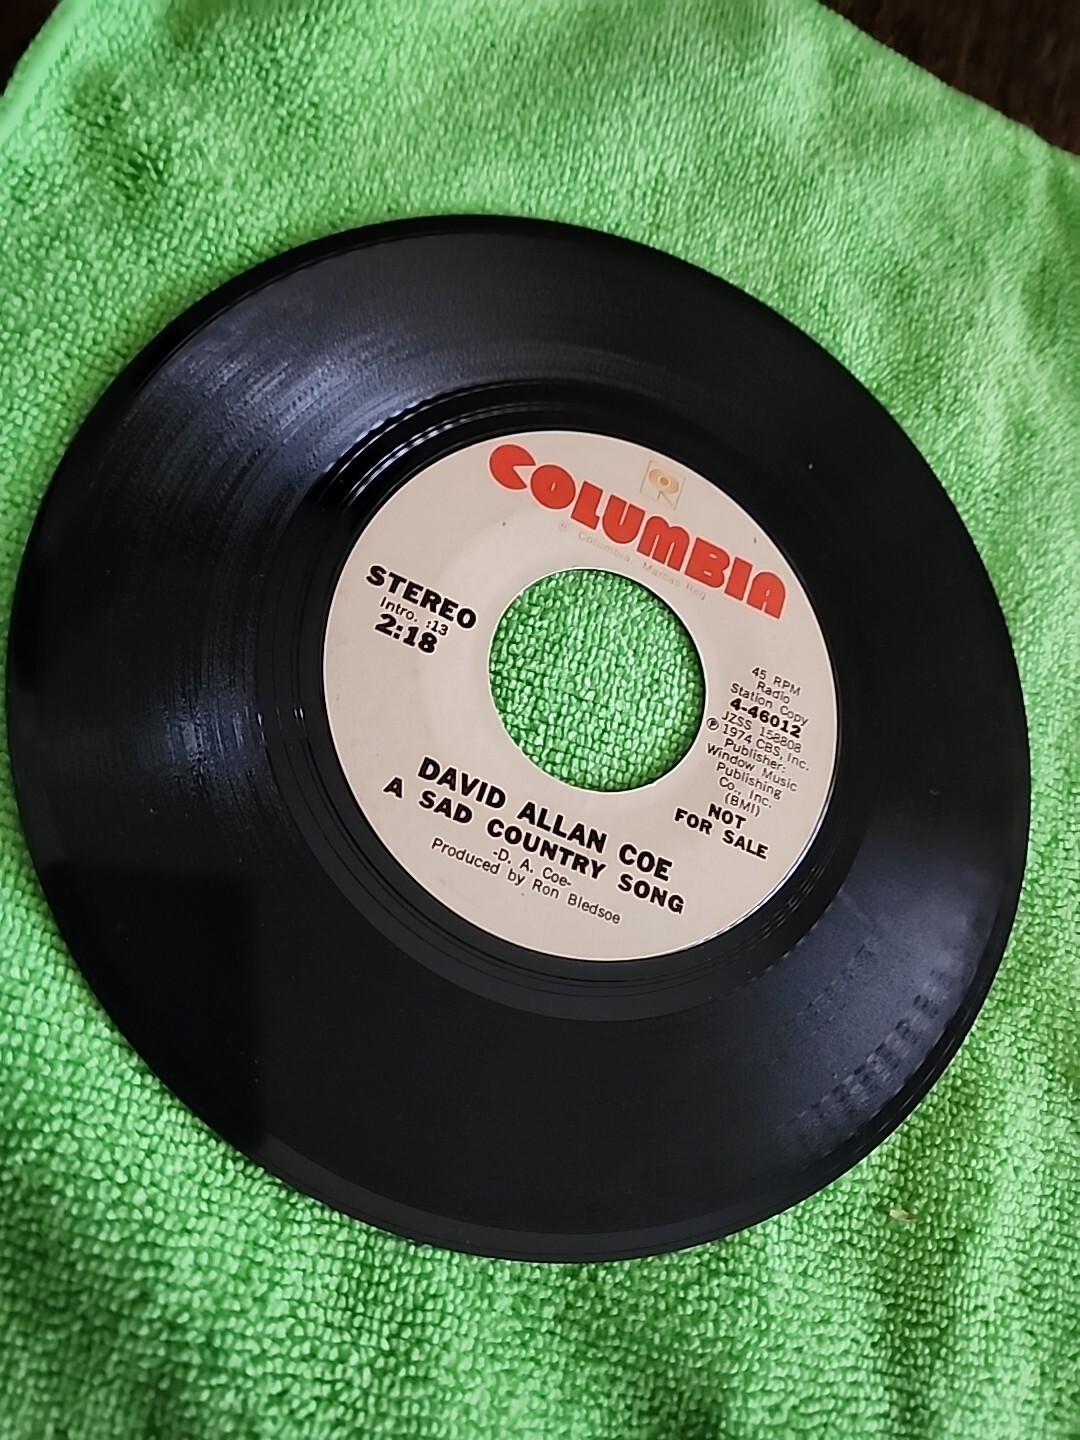 COLUMBIA
® Columbia, Marcas Reg
STEREO
Intro. :13
2:18
45 RPM
Radio
Station Copy
4-46012
JZSS 158808
℗ 1974 CBS, Inc.
Publisher:
Window Music
Publishing
Co., Inc.
(BMI)
NOT
FOR SALE
DAVID ALLAN COE
A SAD COUNTRY SONG
-D. A. Coe-
Produced by Ron Bledsoe